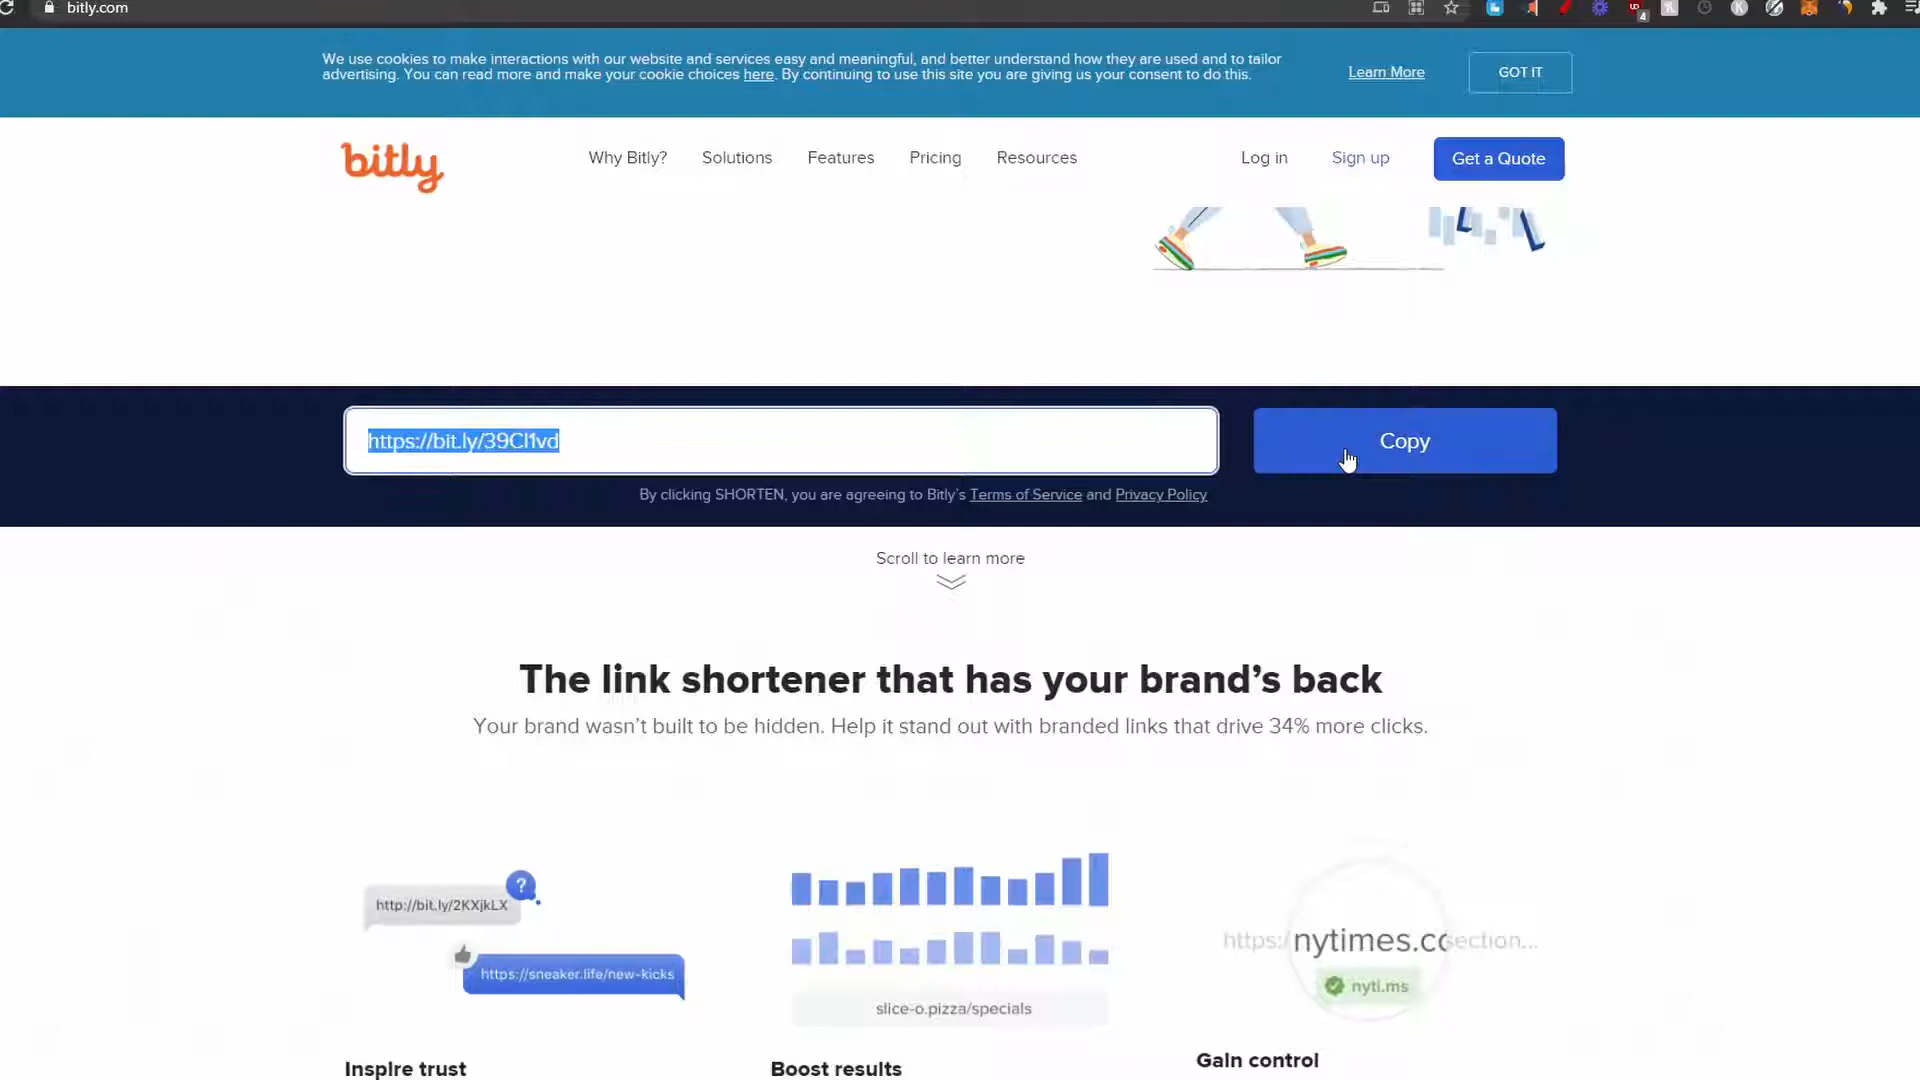 bitly.com
4
We use cookies to make interactions with our website and services easy and meaningful, and better understand how they are used and to tailor
advertising. You can read more and make your cookie choices here. By continuing to use this site you are giving us your consent to do this.
Learn More
GOT IT
bitly
Why Bitly?
Solutions
Features
Pricing
Resources
Log in
Sign up
Get a Quote
https://bit.ly/39Cl1vd
Copy
By clicking SHORTEN, you are agreeing to Bitly’s Terms of Service and Privacy Policy
Scroll to learn more
The link shortener that has your brand’s back
Your brand wasn’t built to be hidden. Help it stand out with branded links that drive 34% more clicks.
?
http://bit.ly/2KXjkLX
https://sneaker.life/new-kicks
slice-o.pizza/specials
https:/nytimes.co section...
nyti.ms
Inspire trust
Boost results
Gain control